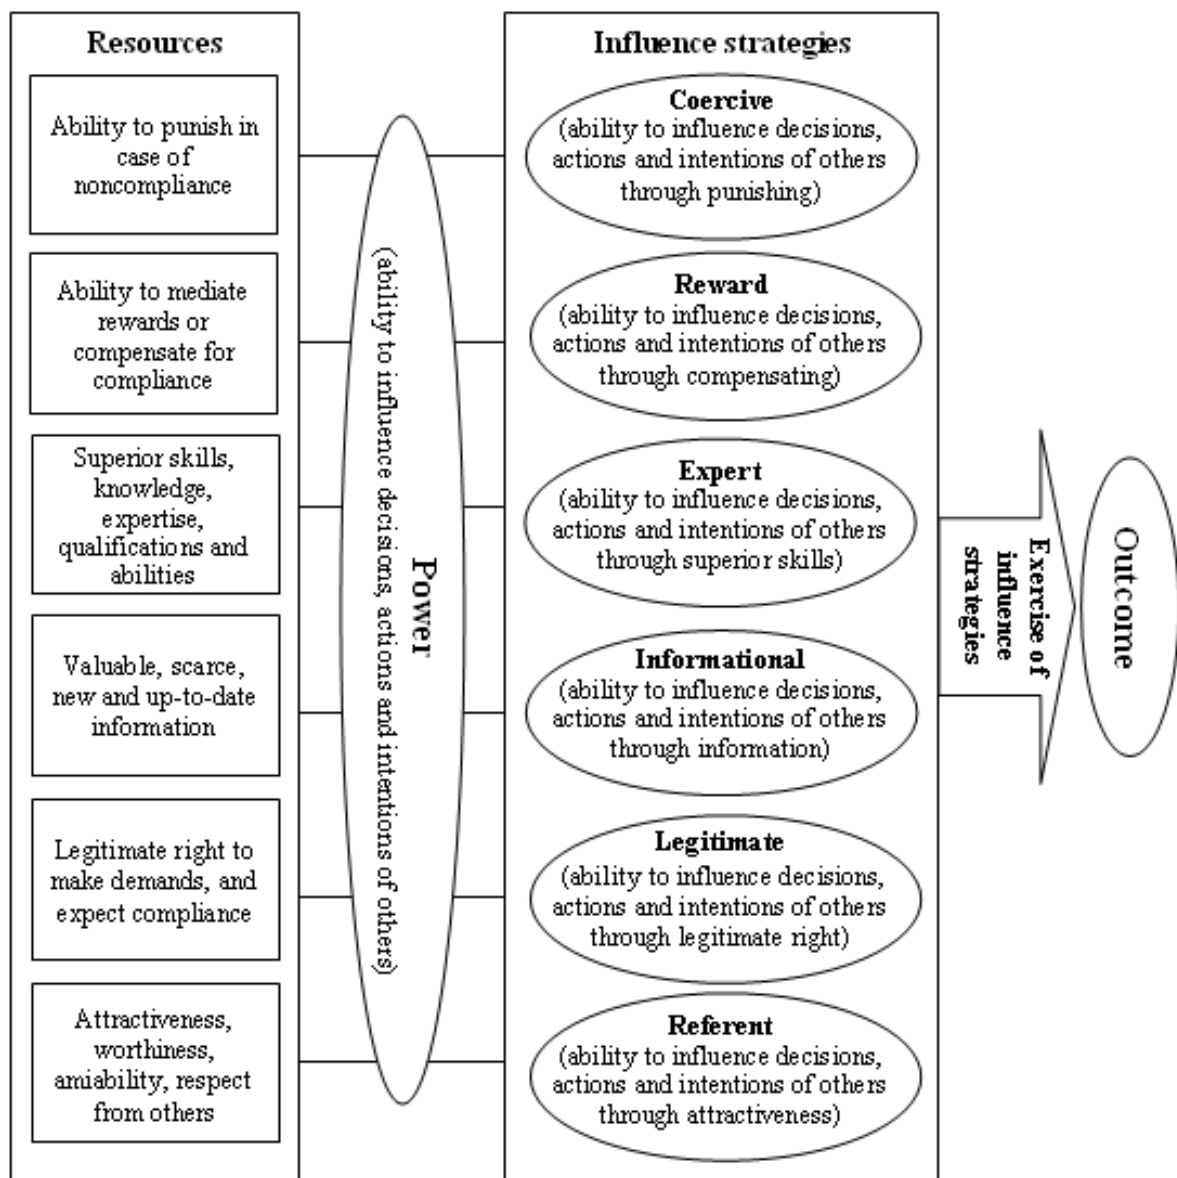 Resources
Ability to punish in
case of
noncompliance
Ability to mediate
rewards or
compensate for
compliance
Superior skills,
knowledge,
expertise,
qualifications and
abilities
Valuable, scarce,
new and up-to-date
information
Legitimate right to
make demands, and
expect compliance
Attractiveness,
worthiness,
amiability, respect
from others
Power
(ability to influence decisions, actions and intentions of others)
Influence strategies
Coercive
(ability to influence decisions,
actions and intentions of others
through punishing)
Reward
(ability to influence decisions,
actions and intentions of others
through compensating)
Expert
(ability to influence decisions,
actions and intentions of others
through superior skills)
Informational
(ability to influence decisions,
actions and intentions of others
through information)
Legitimate
(ability to influence decisions,
actions and intentions of others
through legitimate right)
Referent
(ability to influence decisions,
actions and intentions of others
through attractiveness)
Exercise of
influence
strategies
Outcome